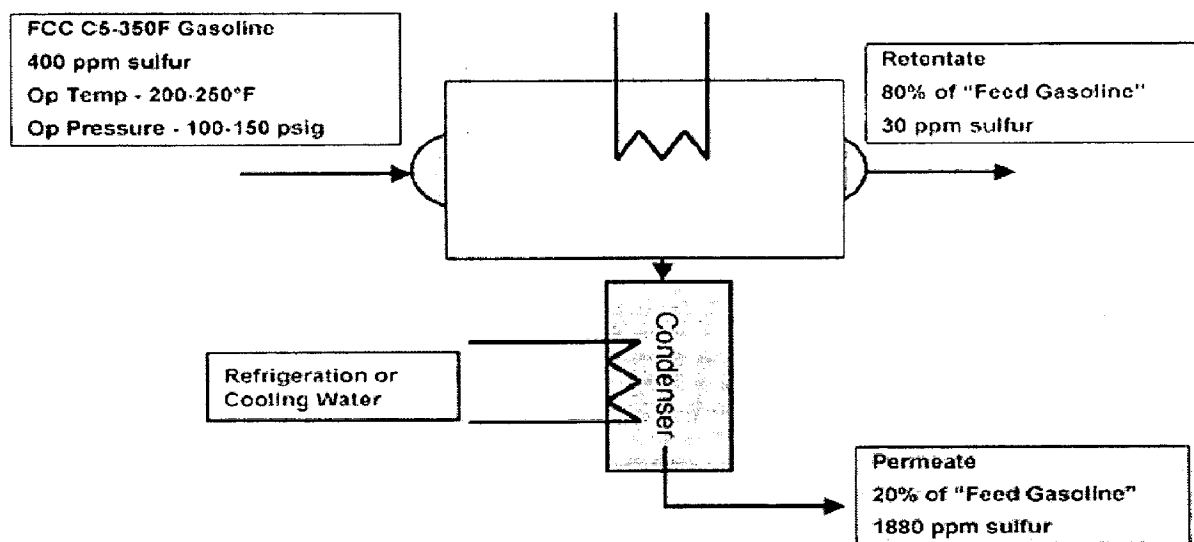 FCC C5-350F Gasoline
400 ppm sulfur
Op Temp - 200-250°F
Op Pressure - 100-150 psig
Retentate
80% of "Feed Gasoline"
30 ppm sulfur
Condenser
Refrigeration or
Cooling Water
Permeate
20% of "Feed Gasoline"
1880 ppm sulfur